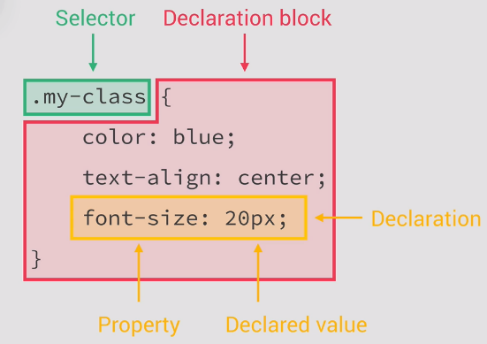 Selector Declaration block
.my-class {
color: blue;
text-align: center;
font-size: 20px; Declaration
}
Property Declared value